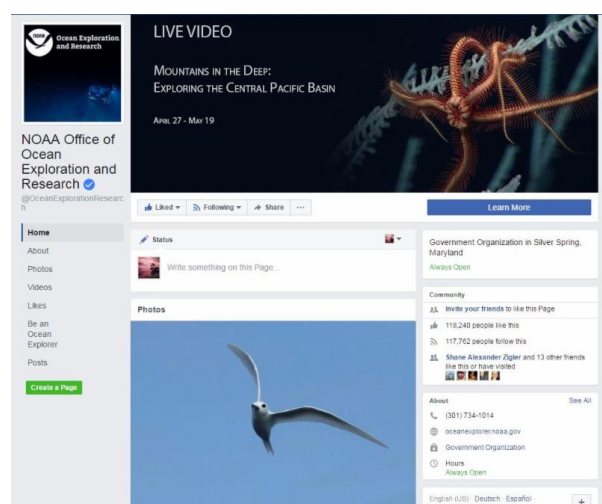 NOAA
Ocean Exploration
and Research
NOAA Office of
Ocean
Exploration and
Research
@OceanExplorationResearc
h
Home
About
Photos
Videos
Likes
Be an
Ocean
Explorer
Posts
Create a Page
LIVE VIDEO
MOUNTAINS IN THE DEEP:
EXPLORING THE CENTRAL PACIFIC BASIN
APRIL 27 - MAY 19
Liked
Following
Share
Learn More
Status
Write something on this Page...
Photos
Government Organization in Silver Spring,
Maryland
Always Open
Community
Invite your friends to like this Page
118,240 people like this
117,762 people follow this
Shane Alexander Zigler and 13 other friends
like this or have visited
About See All
(301) 734-1014
oceanexplorer.noaa.gov
Government Organization
Hours
Always Open
English (US) · Deutsch · Español ·